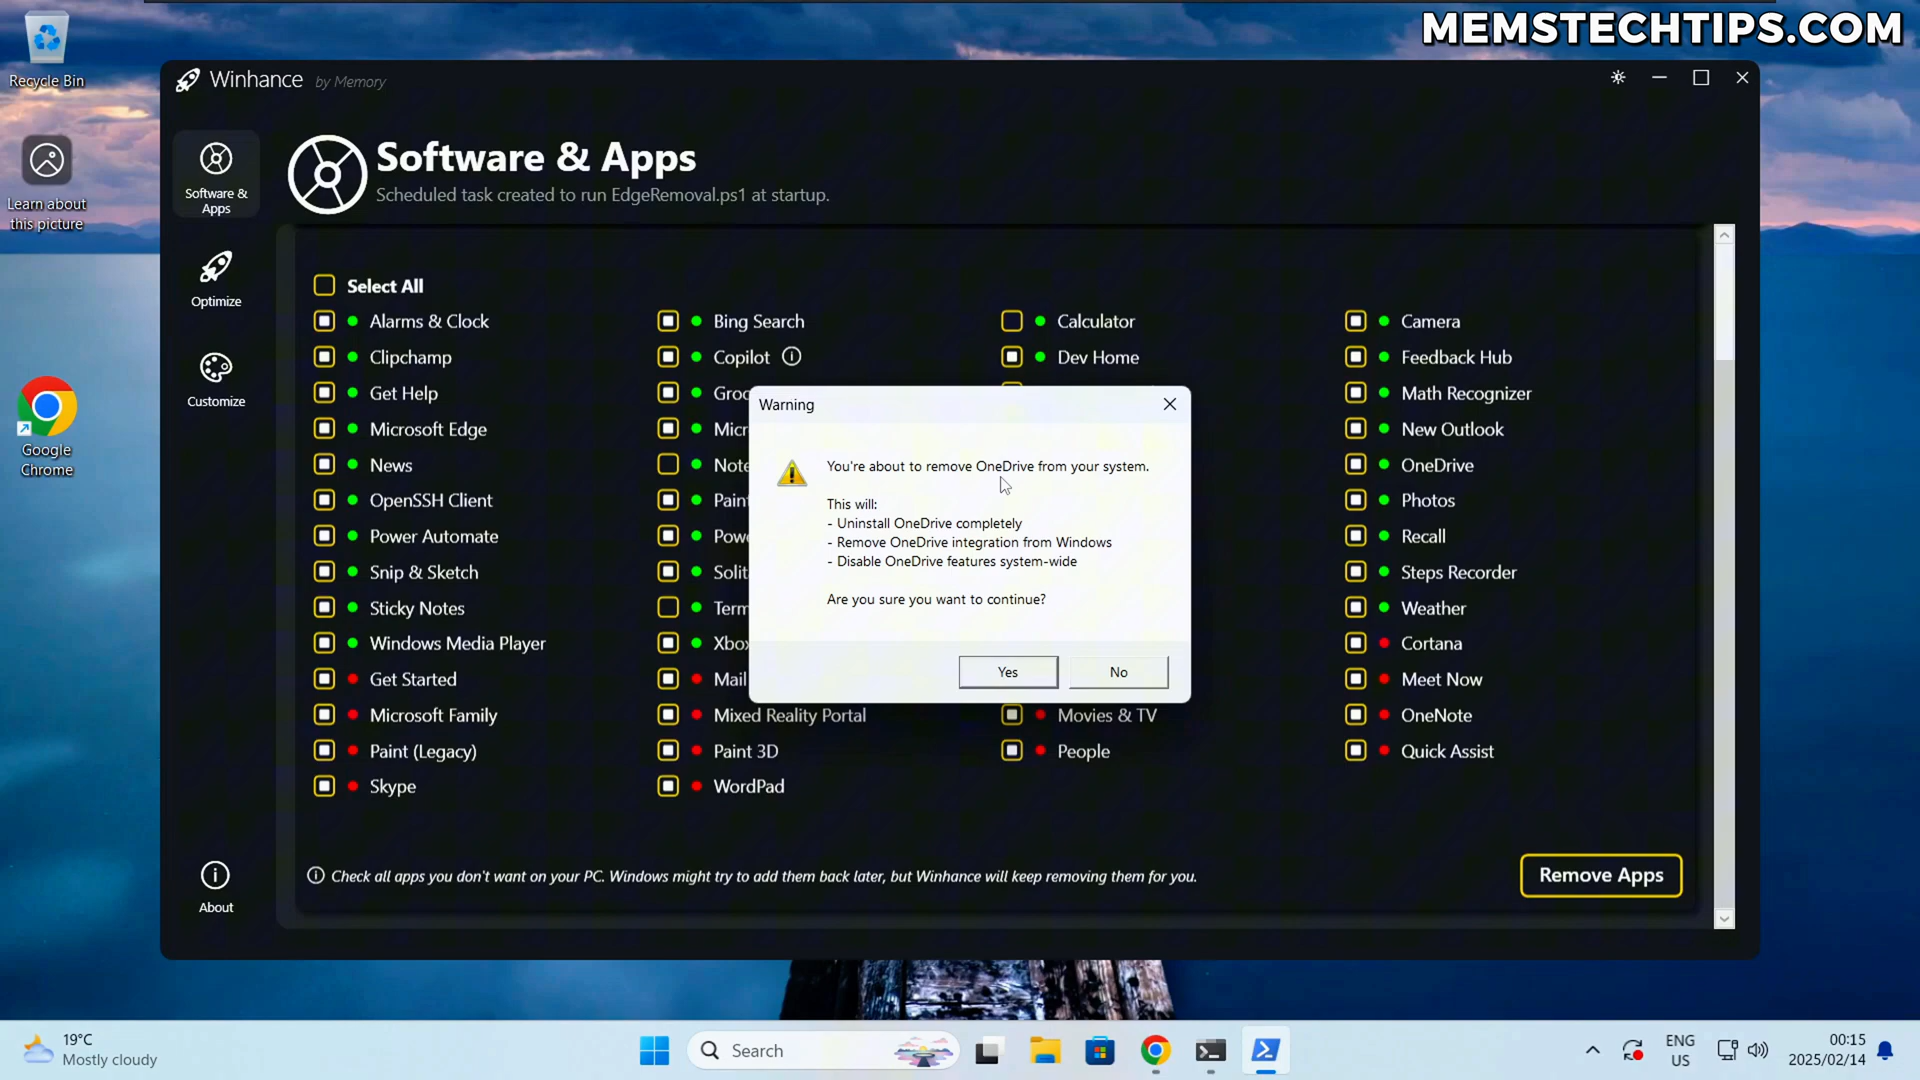 MEMSTECHTIPS.COM
Recycle Bin
Learn about
this picture
Google
Chrome
Winhance by Memory
Software &
Apps
Optimize
Customize
About
Software & Apps
Scheduled task created to run EdgeRemoval.ps1 at startup.
Select All
Alarms & Clock
Bing Search
Calculator
Camera
Clipchamp
Copilot
Dev Home
Feedback Hub
Get Help
Groo
Math Recognizer
Microsoft Edge
Micr
New Outlook
News
Note
OneDrive
OpenSSH Client
Paint
Photos
Power Automate
Powe
Recall
Snip & Sketch
Solit
Steps Recorder
Sticky Notes
Term
Weather
Windows Media Player
Xbox
Cortana
Get Started
Mail
Meet Now
Microsoft Family
Mixed Reality Portal
Movies & TV
OneNote
Paint (Legacy)
Paint 3D
People
Quick Assist
Skype
WordPad
Warning
You're about to remove OneDrive from your system.
This will:
- Uninstall OneDrive completely
- Remove OneDrive integration from Windows
- Disable OneDrive features system-wide
Are you sure you want to continue?
Yes
No
Check all apps you don't want on your PC. Windows might try to add them back later, but Winhance will keep removing them for you.
Remove Apps
19°C
Mostly cloudy
Search
ENG
US
00:15
2025/02/14